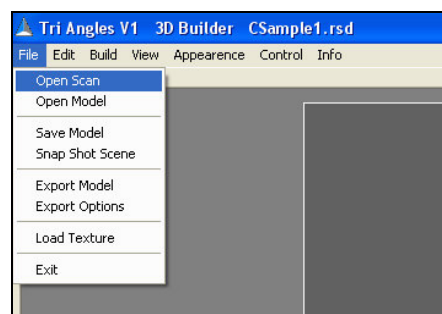 Tri Angles V1 3D Builder CSample1.rsd
File Edit Build View Appearence Control Info
Open Scan
Open Model
Save Model
Snap Shot Scene
Export Model
Export Options
Load Texture
Exit